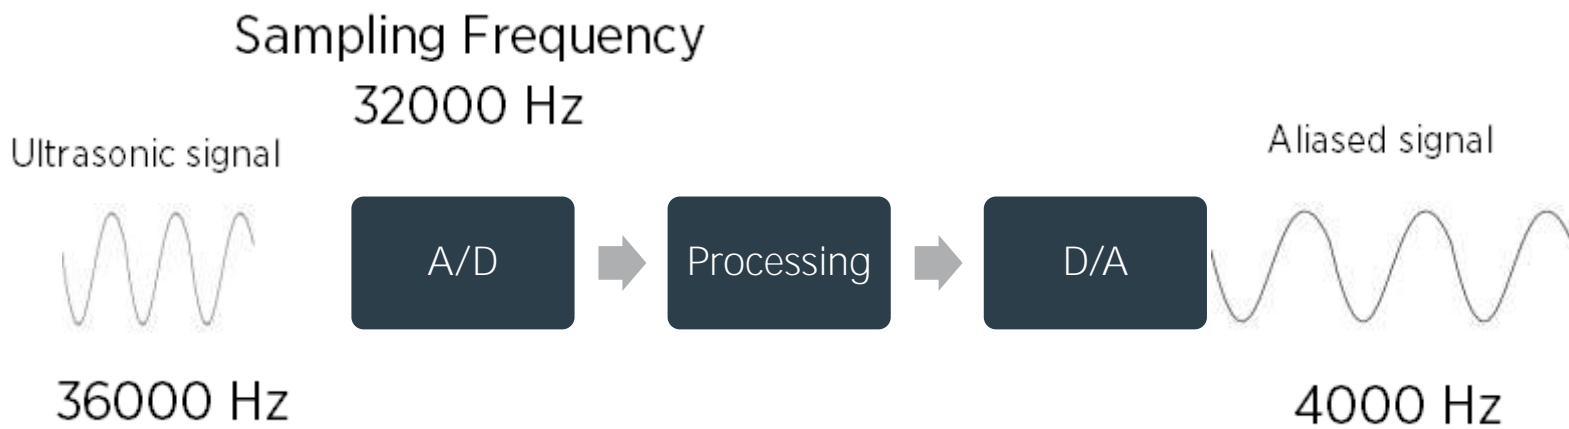 Sampling Frequency
32000 Hz
Ultrasonic signal
Aliased signal
A/D
Processing
D/A
36000 Hz
4000 Hz